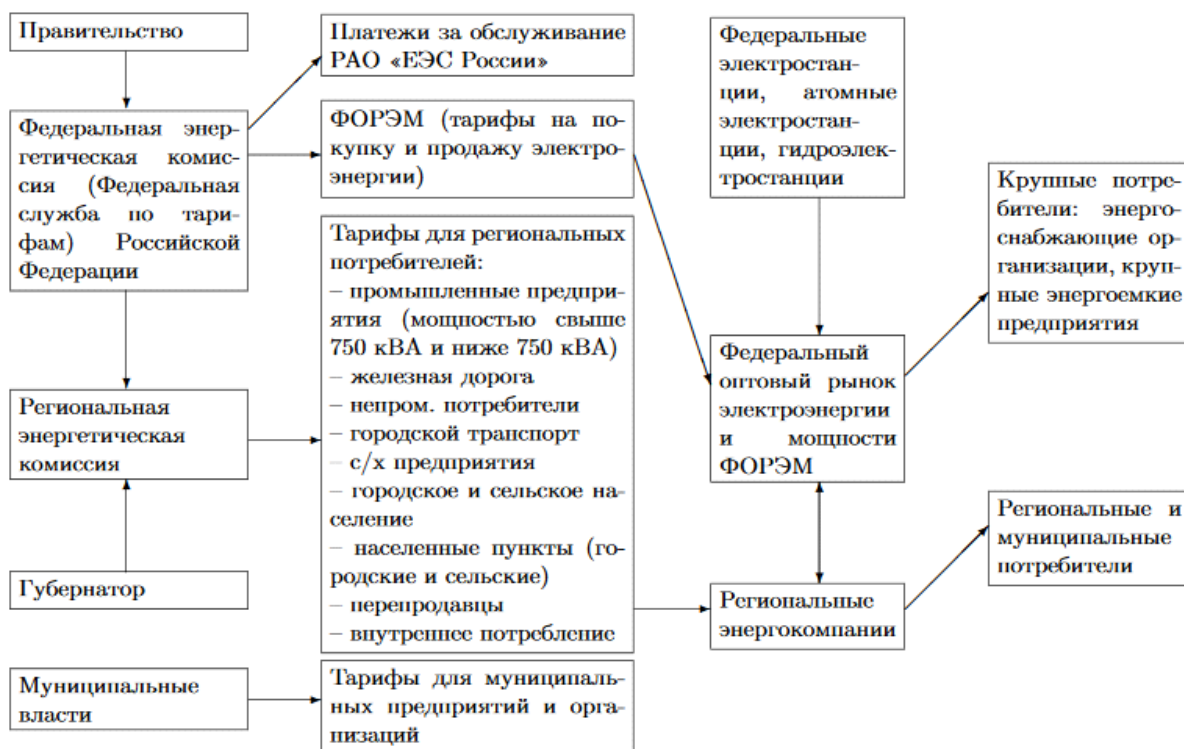 Правительство
Федеральная энер-
гетическая комис-
сия (Федеральная
служба по тари-
фам) Российской
Федерации
Региональная
энергетическая
комиссия
Губернатор
Муниципальные
власти
Платежи за обслуживание
РАО «ЕЭС России»
ФОРЭМ (тарифы на по-
купку и продажу электро-
энергии)
Тарифы для региональных
потребителей:
– промышленные предпри-
ятия (мощностью свыше
750 кВА и ниже 750 кВА)
– железная дорога
– непром. потребители
– городской транспорт
– с/х предприятия
– городское и сельское на-
селение
– населенные пункты (го-
родские и сельские)
– перепродавцы
– внутреннее потребление
Тарифы для муниципаль-
ных предприятий и орга-
низаций
Федеральные
электростан-
ции, атомные
электростан-
ции, гидроэлек-
тростанции
Федеральный
оптовый рынок
электроэнергии
и мощности
ФОРЭМ
Региональные
энергокомпании
Крупные потре-
бители: энерго-
снабжающие ор-
ганизации, круп-
ные энергоемкие
предприятия
Региональные и
муниципальные
потребители